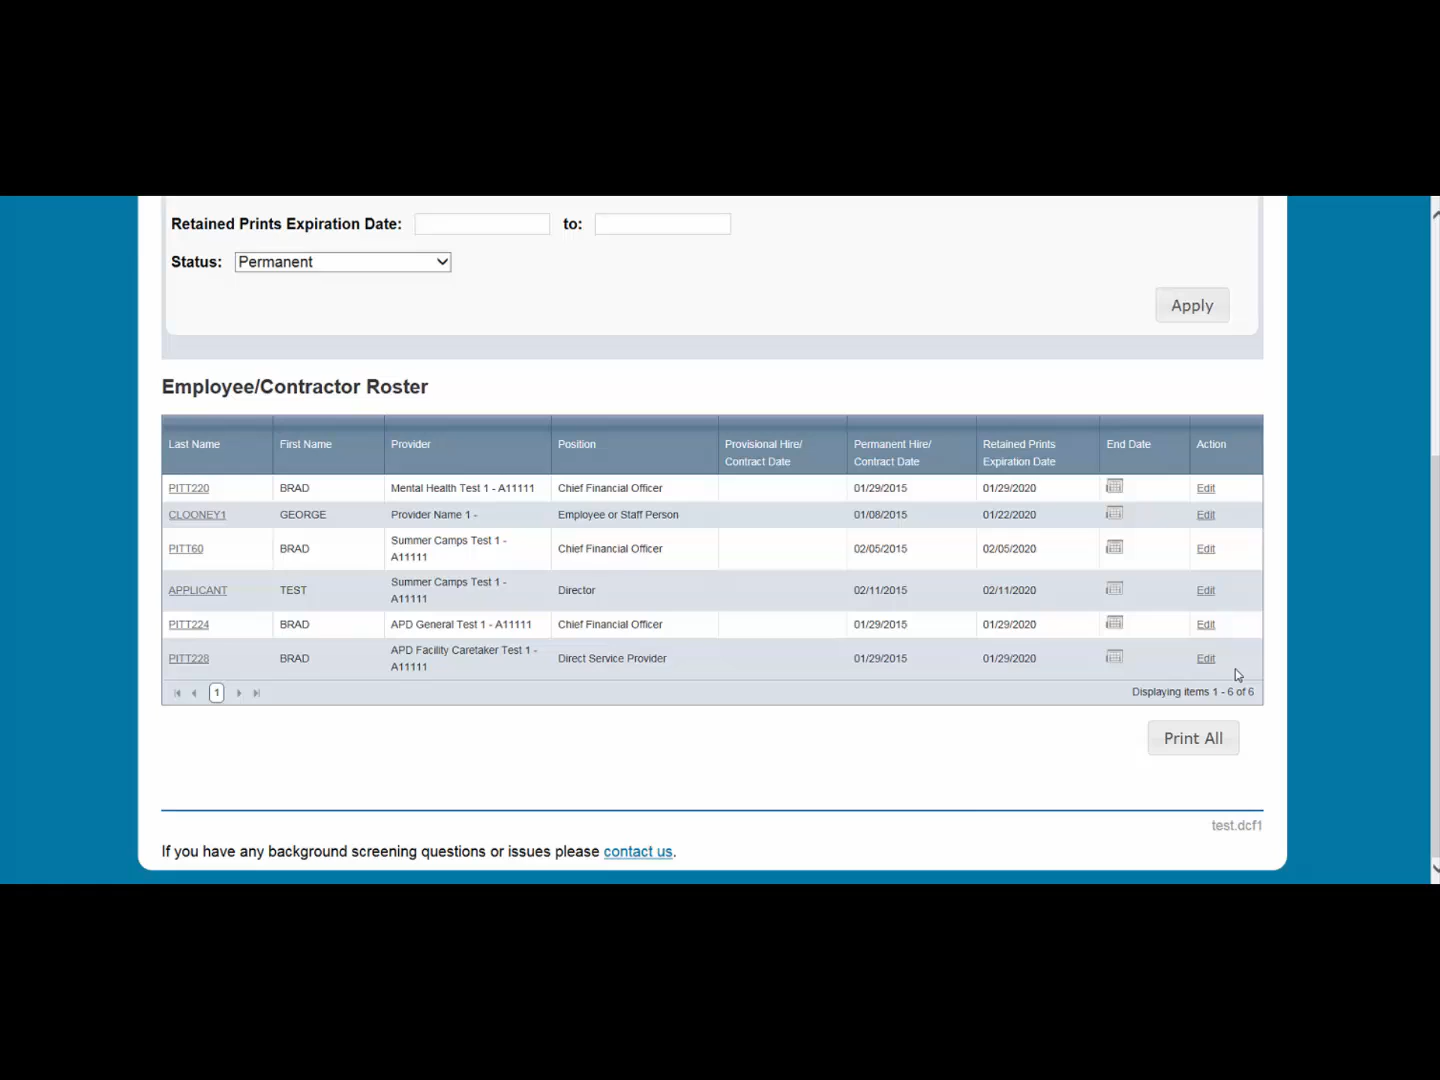 Retained Prints Expiration Date: to:
Status: Permanent
Apply
Employee/Contractor Roster
Last Name First Name Provider Position Provisional Hire/ Contract Date Permanent Hire/ Contract Date Retained Prints Expiration Date End Date Action
PITT220 BRAD Mental Health Test 1 - A11111 Chief Financial Officer 01/29/2015 01/29/2020 Edit
CLOONEY1 GEORGE Provider Name 1 - Employee or Staff Person 01/08/2015 01/22/2020 Edit
PITT60 BRAD Summer Camps Test 1 - A11111 Chief Financial Officer 02/05/2015 02/05/2020 Edit
APPLICANT TEST Summer Camps Test 1 - A11111 Director 02/11/2015 02/11/2020 Edit
PITT224 BRAD APD General Test 1 - A11111 Chief Financial Officer 01/29/2015 01/29/2020 Edit
PITT228 BRAD APD Facility Caretaker Test 1 - A11111 Direct Service Provider 01/29/2015 01/29/2020 Edit
1 Displaying items 1 - 6 of 6
Print All
test.dcf1
If you have any background screening questions or issues please contact us.